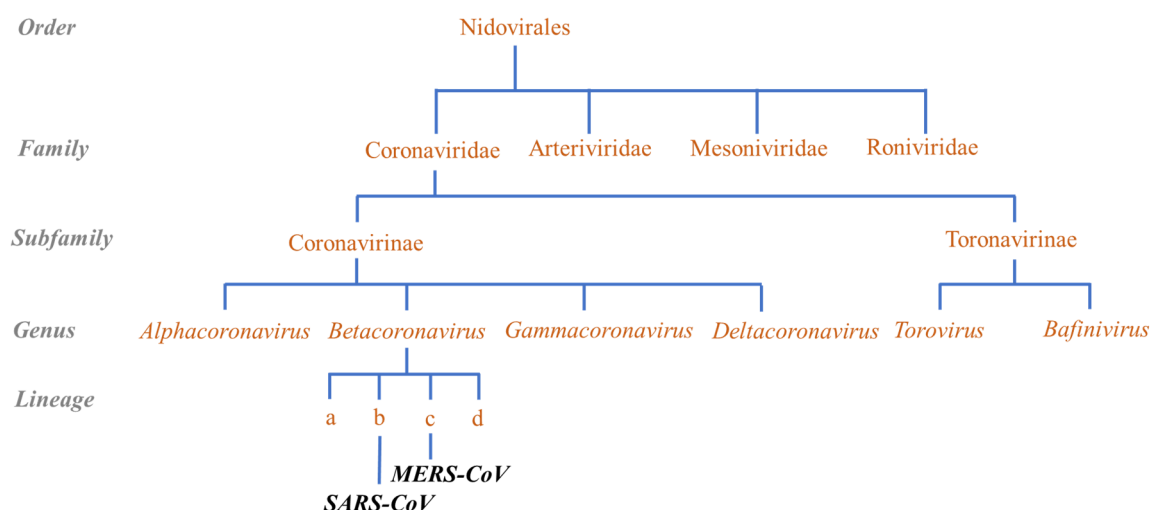 Order Nidovirales
Family Coronaviridae Arteriviridae Mesoniviridae Roniviridae
Subfamily Coronavirinae Toronavirinae
Genus Alphacoronavirus Betacoronavirus Gammacoronavirus Deltacoronavirus Torovirus Bafinivirus
Lineage
a b c d
MERS-CoV
SARS-CoV